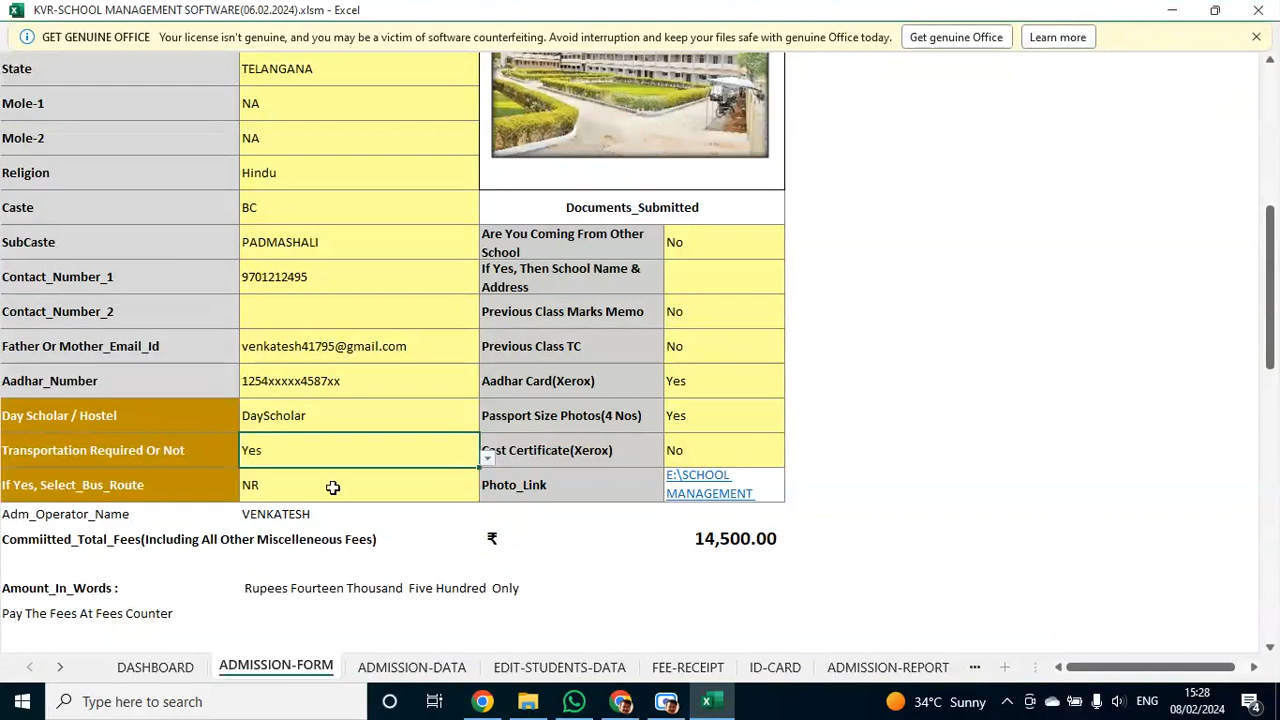 KVR-SCHOOL MANAGEMENT SOFTWARE(06.02.2024).xlsm - Excel
GET GENUINE OFFICE Your license isn't genuine, and you may be a victim of software counterfeiting. Avoid interruption and keep your files safe with genuine Office today. Get genuine Office Learn more
State TELANGANA
Mole-1 NA
Mole-2 NA
Religion Hindu
Caste BC Documents_Submitted
SubCaste PADMASHALI Are You Coming From Other School No
Contact_Number_1 9701212495 If Yes, Then School Name & Address
Contact_Number_2 Previous Class Marks Memo No
Father Or Mother_Email_Id venkatesh41795@gmail.com Previous Class TC No
Aadhar_Number 1254xxxxx4587xx Aadhar Card(Xerox) Yes
Day Scholar / Hostel DayScholar Passport Size Photos(4 Nos) Yes
Transportation Required Or Not Yes Cast Certificate(Xerox) No
If Yes, Select_Bus_Route NR Photo_Link E:\SCHOOL MANAGEMENT
Adm_Operator_Name VENKATESH
Commiitted_Total_Fees(Including All Other Miscelleneous Fees) ₹ 14,500.00
Amount_In_Words : Rupees Fourteen Thousand Five Hundred Only
Pay The Fees At Fees Counter
DASHBOARD ADMISSION-FORM ADMISSION-DATA EDIT-STUDENTS-DATA FEE-RECEIPT ID-CARD ADMISSION-REPORT
Type here to search 34°C Sunny ENG 15:28
08/02/2024 4